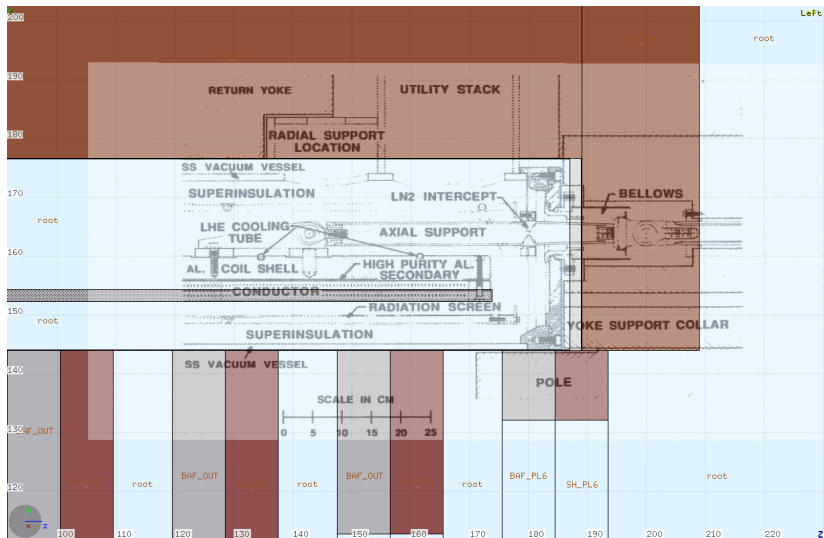 Left
200
root
190
RETURN YOKE
UTILITY STACK
180
RADIAL SUPPORT
LOCATION
SS VACUUM VESSEL
170
SUPERINSULATION
LN2 INTERCEPT
BELLOWS
root
LHE COOLING
TUBE
AXIAL SUPPORT
160
AL.
COIL SHELL
HIGH PURITY AL.
SECONDARY
CONDUCTOR
150
root
RADIATION SCREEN
SUPERINSULATION
YOKE SUPPORT COLLAR
140
SS VACUUM VESSEL
POLE
SCALE IN CM
0 5 10 15 20 25
130
BAF_OUT
BAF_OUT
BAF_PL6
root
120
root
root
root
SH_PL6
z
100 110 120 130 140 150 160 170 180 190 200 210 220 Z